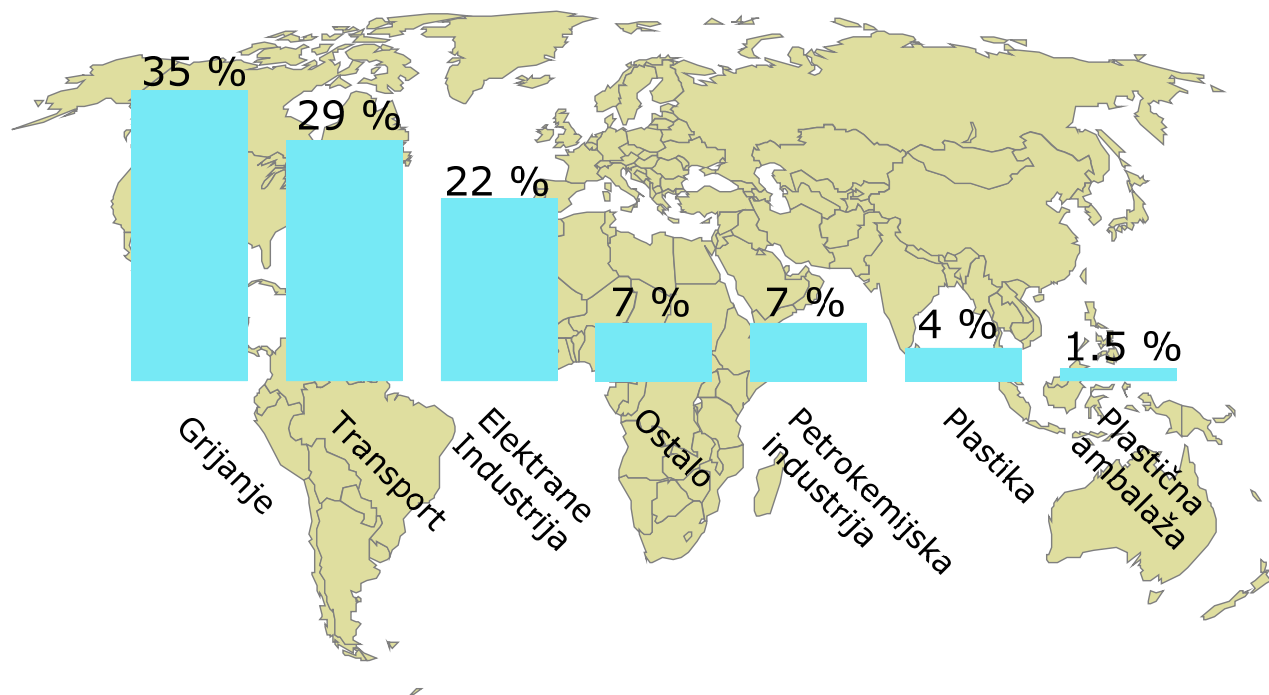 35 %
29 %
22 %
7 %
7 %
4 %
1.5 %
Grijanje
Transport
Elektrane
Industrija
Ostalo
Petrokemijska
industrija
Plastika
Plastična
ambalaža